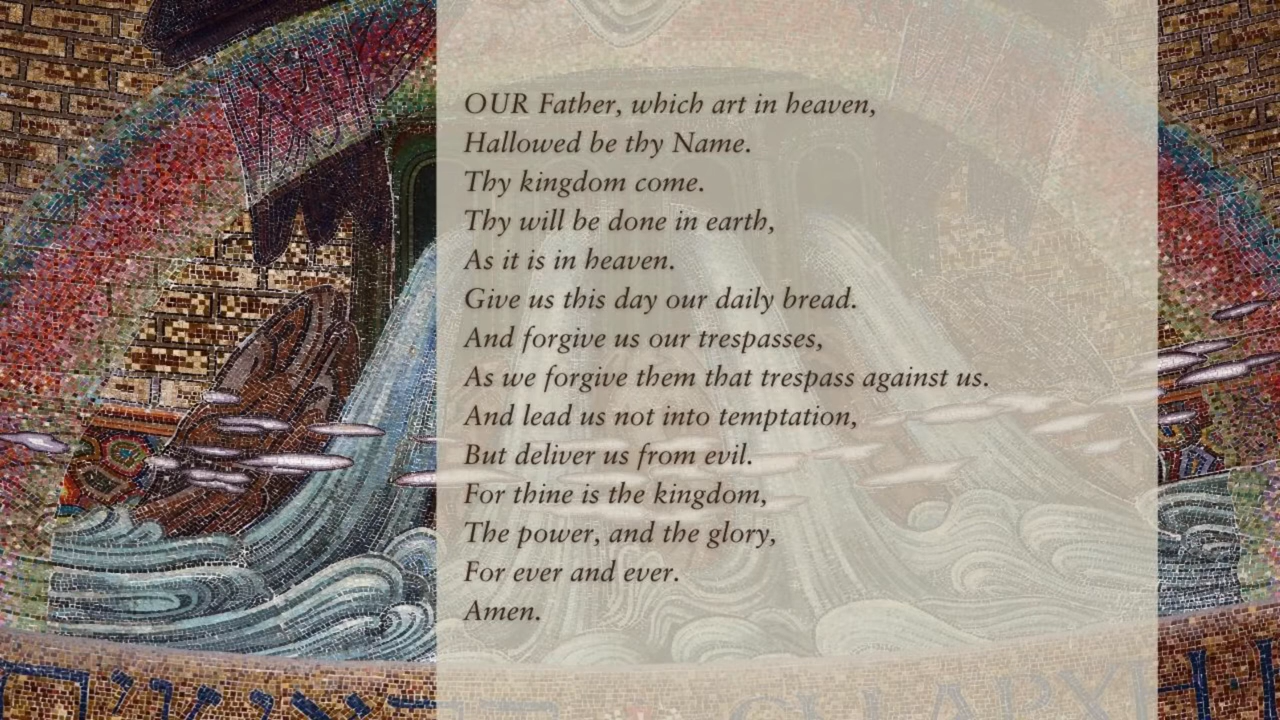 OUR Father, which art in heaven,
Hallowed be thy Name.
Thy kingdom come.
Thy will be done in earth,
As it is in heaven.
Give us this day our daily bread.
And forgive us our trespasses,
As we forgive them that trespass against us.
And lead us not into temptation,
But deliver us from evil.
For thine is the kingdom,
The power, and the glory,
For ever and ever.
Amen.